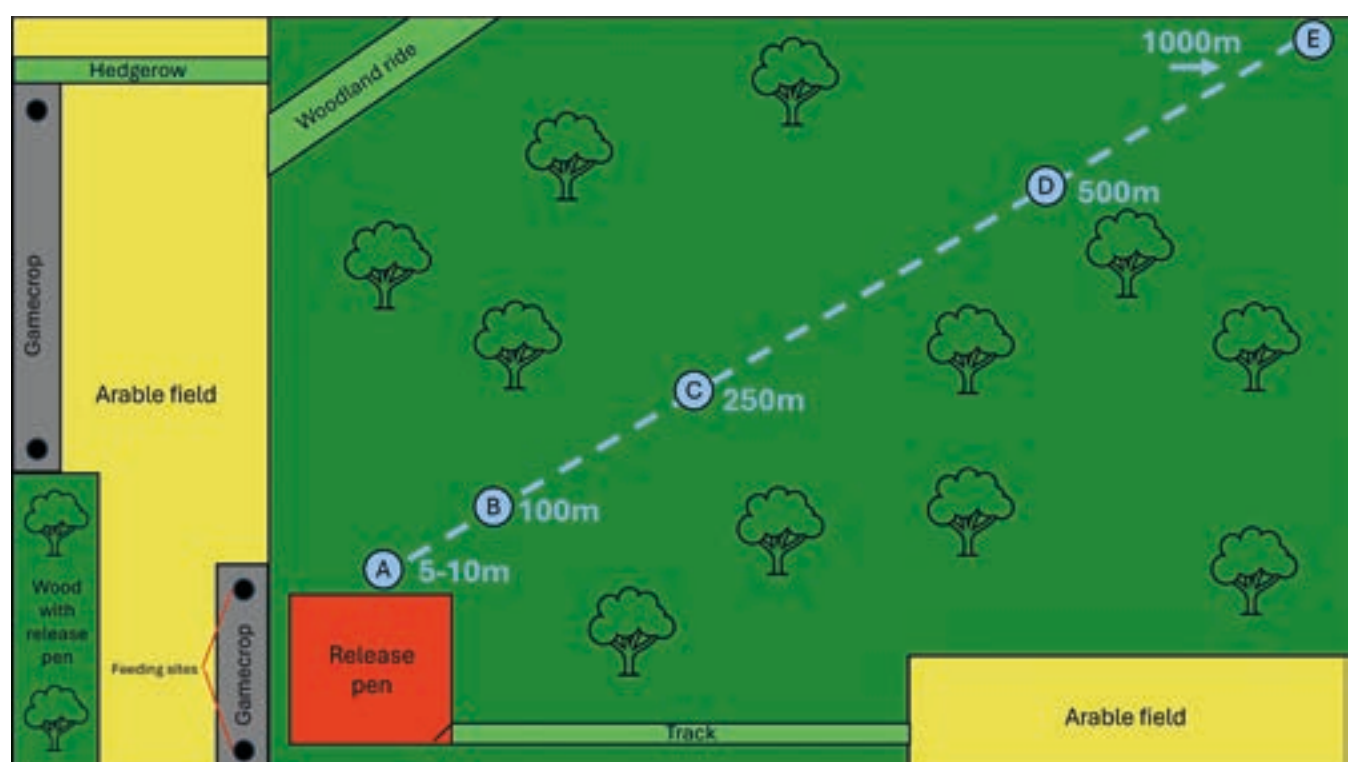 Hedgerow
Woodland ride
1000m
E
D
500m
Gamecrop
Arable field
C
250m
B
100m
A
5-10m
Wood
with
release
pen
Feeding sites
Gamecrop
Release
pen
Track
Arable field